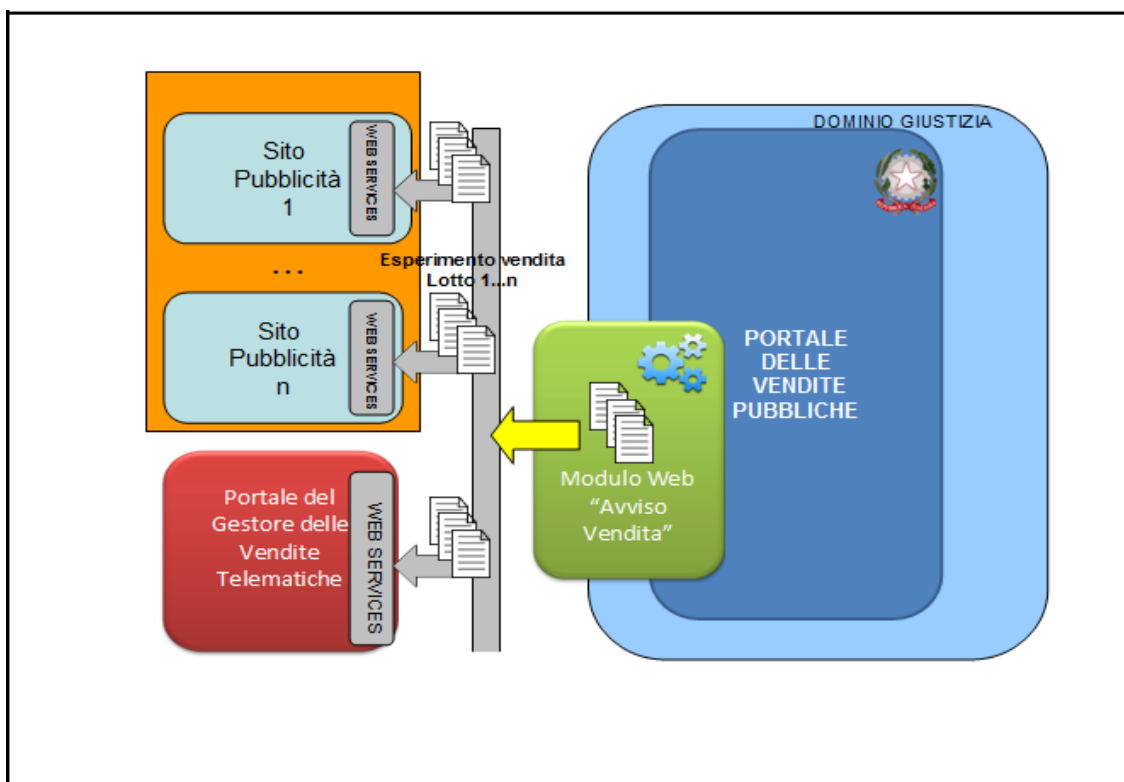 DOMINIO GIUSTIZIA
Sito
Pubblicità
1
WEB SERVICES
...
Esperimento vendita
Lotto 1...n
Sito
Pubblicità
n
WEB SERVICES
PORTALE
DELLE
VENDITE
PUBBLICHE
Modulo Web
“Avviso
Vendita”
Portale del
Gestore delle
Vendite
Telematiche
WEB SERVICES